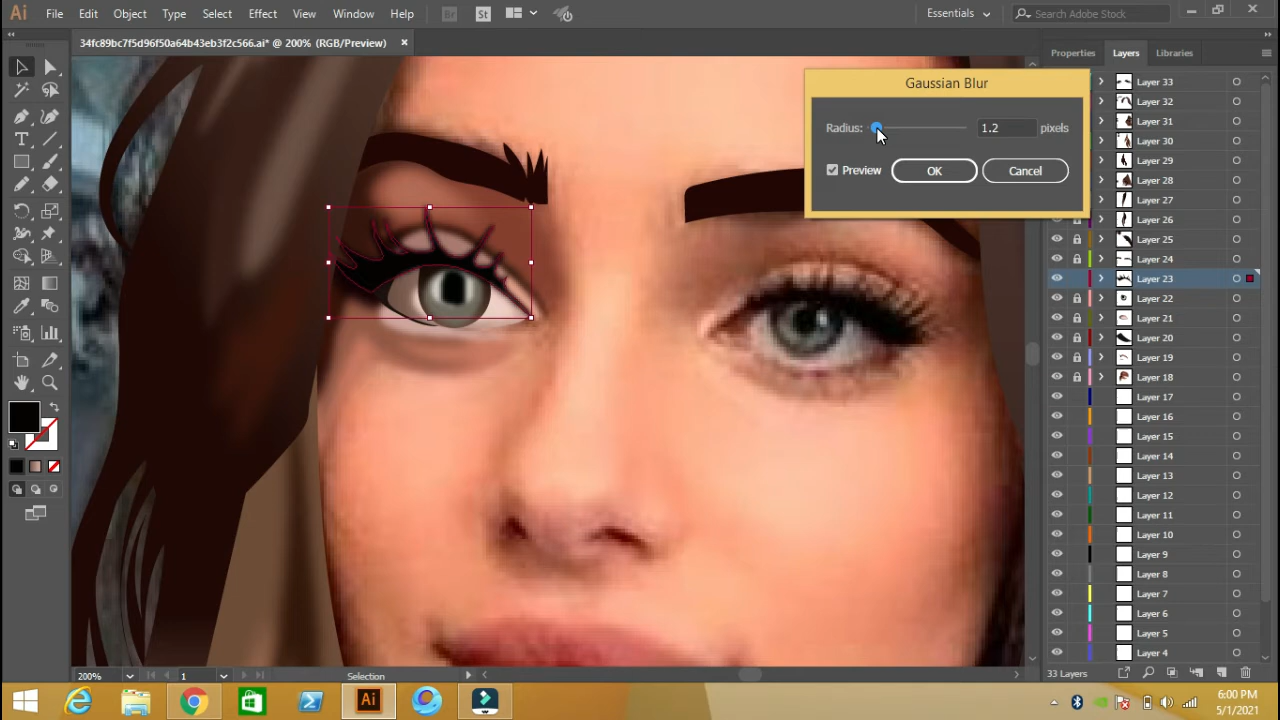 Ai File Edit Object Type Select Effect View Window Help Br St Essentials Search Adobe Stock
34fc89bc7f5d96f50a64b43eb3f2c566.ai* @ 200% (RGB/Preview) ×
Properties Layers Libraries
Gaussian Blur
Radius: 1.2 pixels
Preview OK Cancel
Layer 33
Layer 32
Layer 31
Layer 30
Layer 29
Layer 28
Layer 27
Layer 26
Layer 25
Layer 24
Layer 23
Layer 22
Layer 21
Layer 20
Layer 19
Layer 18
Layer 17
Layer 16
Layer 15
Layer 14
Layer 13
Layer 12
Layer 11
Layer 10
Layer 9
Layer 8
Layer 7
Layer 6
Layer 5
Layer 4
200% 1 Selection 33 Layers
Ai
6:00 PM
5/1/2021